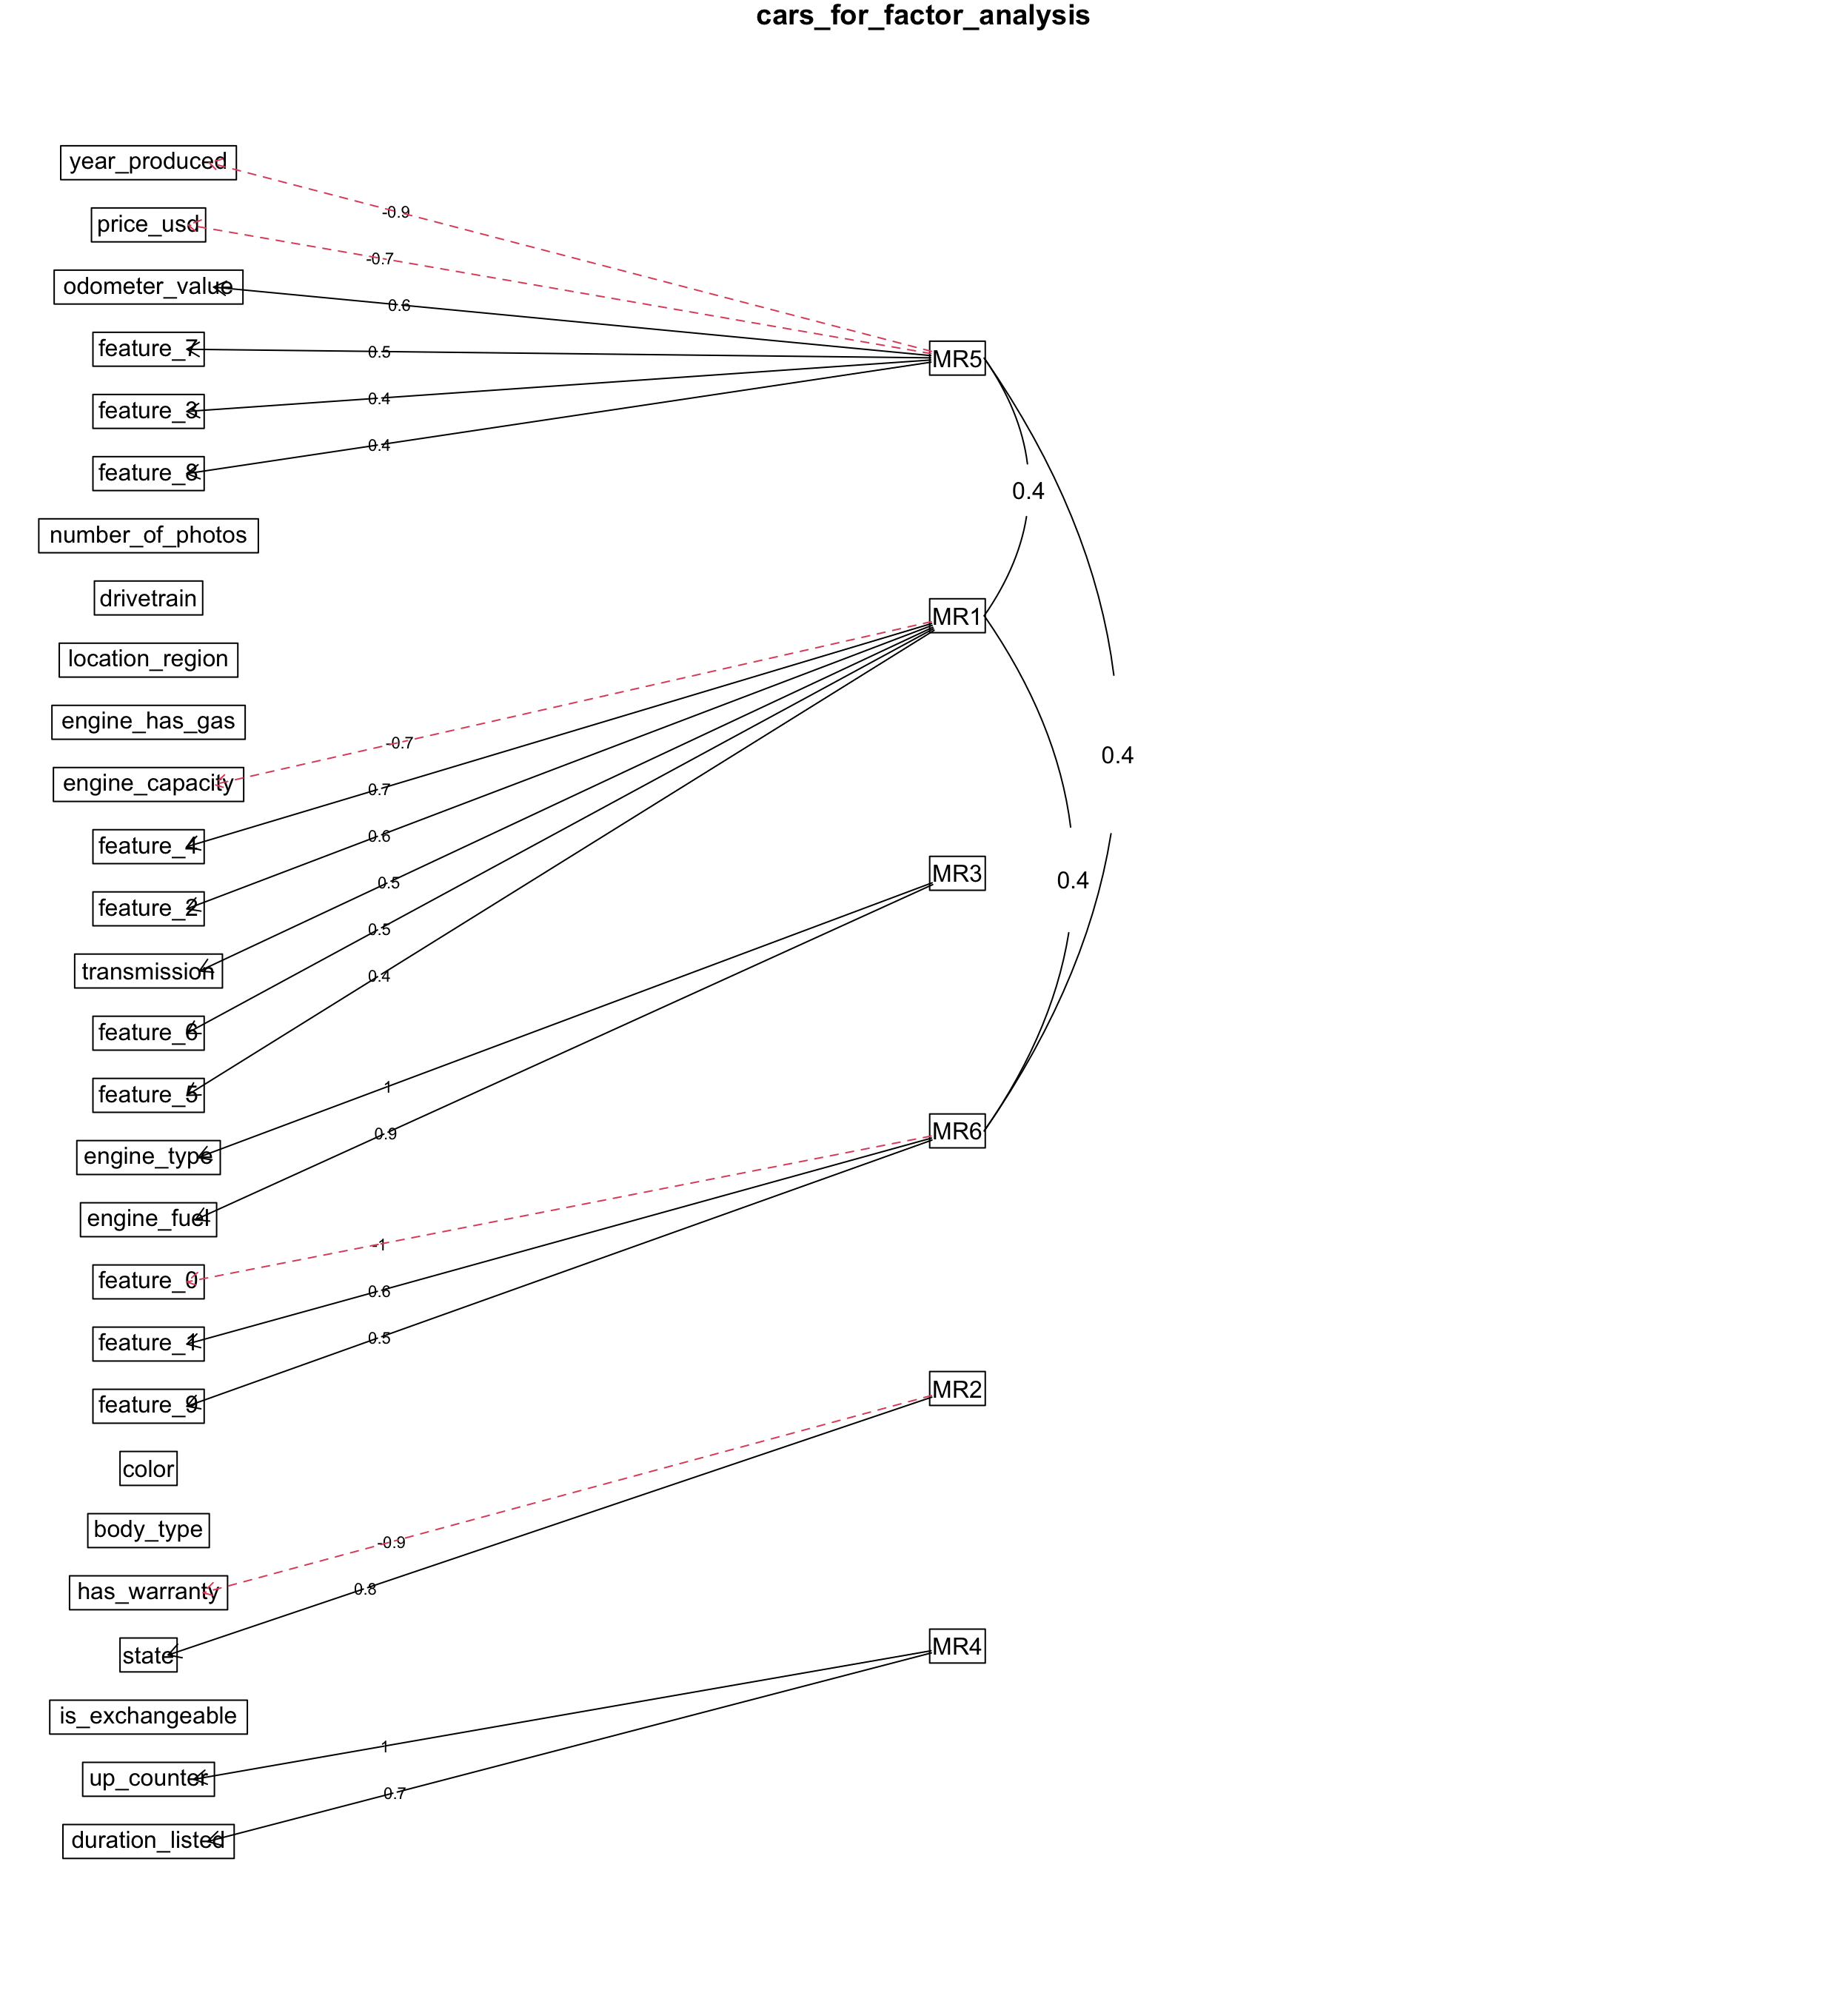 cars_for_factor_analysis
year_produced
-0.9
price_usd
-0.7
odometer_value
0.6
feature_7
0.5
MR5
feature_3
0.4
feature_8
0.4
0.4
number_of_photos
drivetrain
MR1
location_region
engine_has_gas
-0.7
0.4
engine_capacity
0.7
feature_4
0.6
feature_2
0.5
MR3
0.4
transmission
0.5
feature_6
0.4
feature_5
1
engine_type
0.9
MR6
engine_fuel
-1
feature_0
0.6
feature_1
0.5
feature_9
MR2
color
body_type
-0.9
has_warranty
0.8
state
MR4
is_exchangeable
1
up_counter
0.7
duration_listed